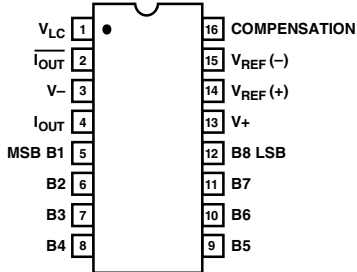 V_LC 1 16 COMPENSATION
I̅_O̅U̅T̅ 2 15 V_REF (–)
V– 3 14 V_REF (+)
I_OUT 4 13 V+
MSB B1 5 12 B8 LSB
B2 6 11 B7
B3 7 10 B6
B4 8 9 B5